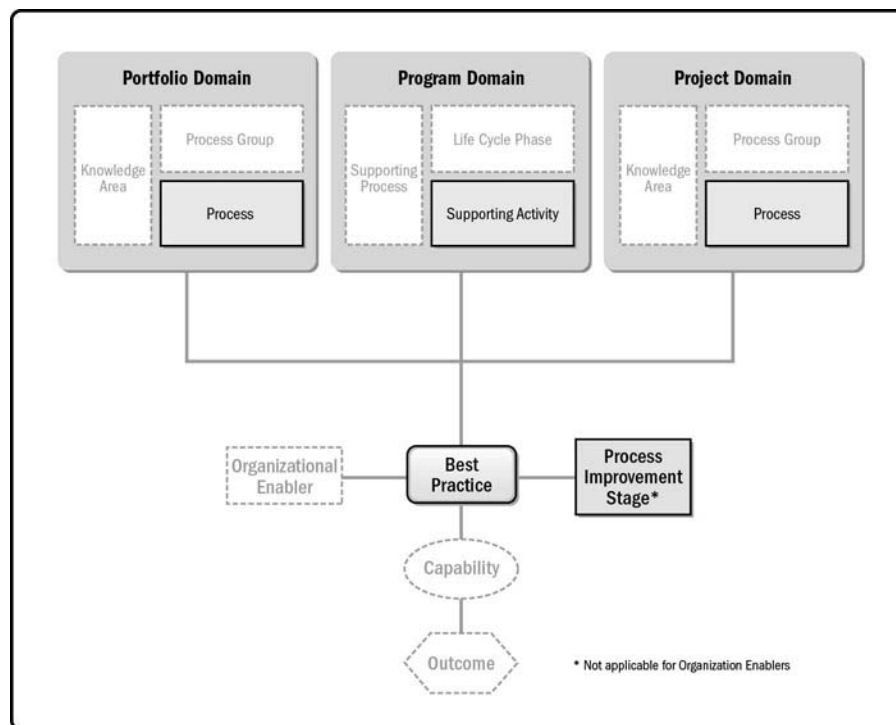 Portfolio Domain
Knowledge
Area
Process Group
Process
Program Domain
Supporting
Process
Life Cycle Phase
Supporting Activity
Project Domain
Knowledge
Area
Process Group
Process
Organizational
Enabler
Best
Practice
Process
Improvement
Stage*
Capability
Outcome
* Not applicable for Organization Enablers